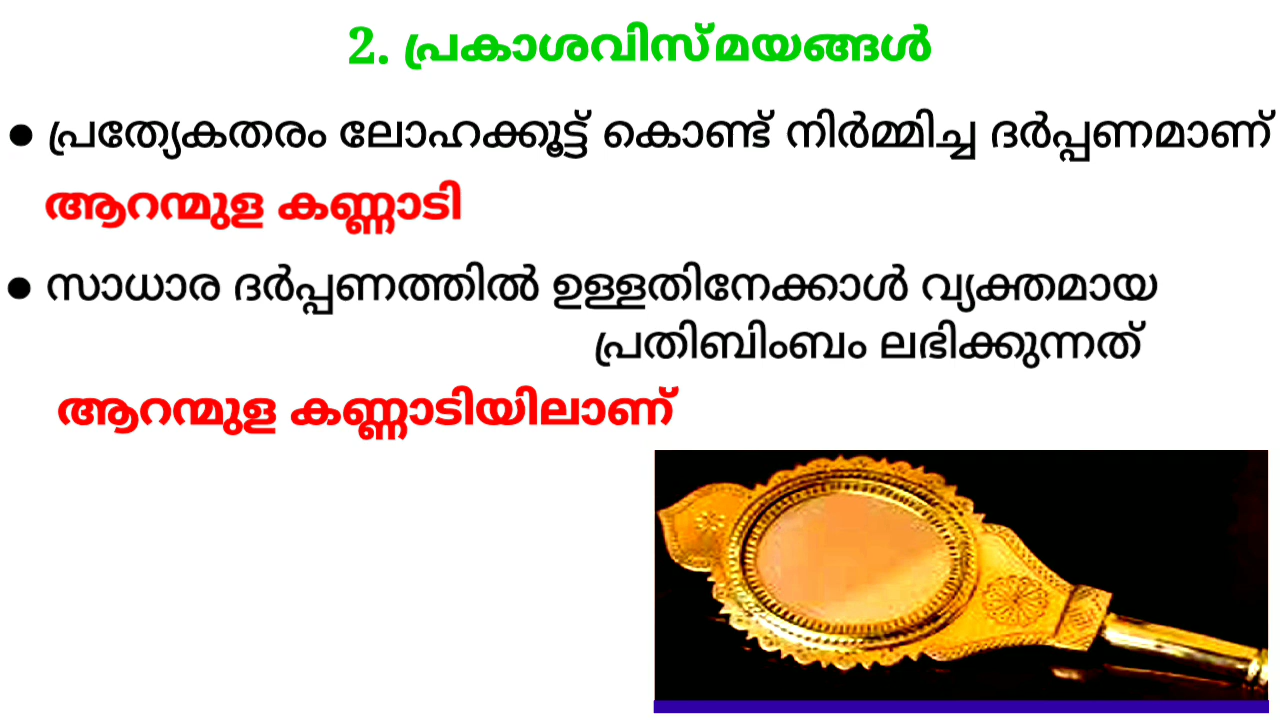 2. പ്രകാശവിസ്മയങ്ങൾ
● പ്രത്യേകതരം ലോഹക്കൂട്ട് കൊണ്ട് നിർമ്മിച്ച ദർപ്പണമാണ്
ആറന്മുള കണ്ണാടി
● സാധാര ദർപ്പണത്തിൽ ഉള്ളതിനേക്കാൾ വ്യക്തമായ
പ്രതിബിംബം ലഭിക്കുന്നത്
ആറന്മുള കണ്ണാടിയിലാണ്